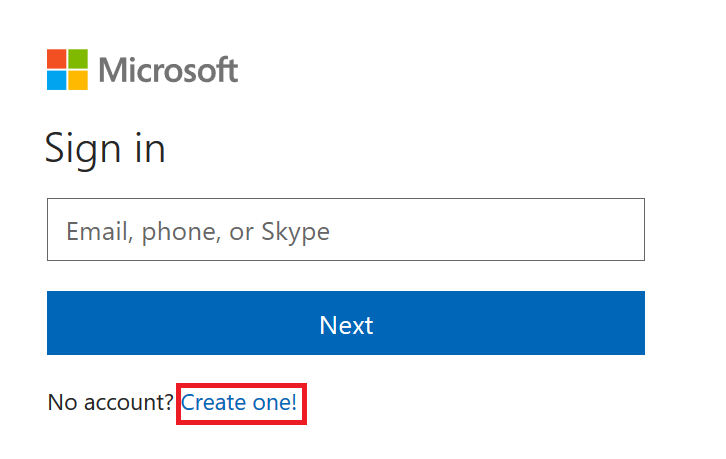 Microsoft
Sign in
Email, phone, or Skype
Next
No account? Create one!